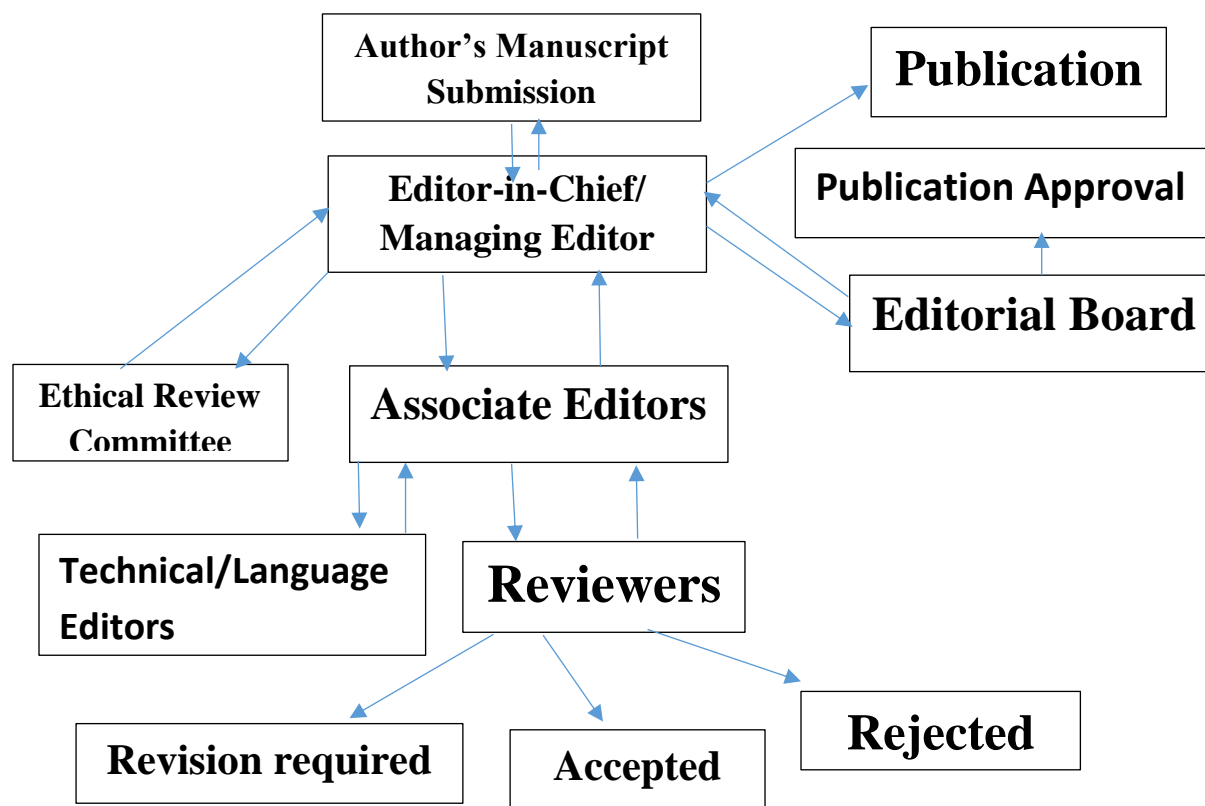 Author’s Manuscript
Submission
Publication
Editor-in-Chief/
Managing Editor
Publication Approval
Editorial Board
Ethical Review
Committee
Associate Editors
Technical/Language
Editors
Reviewers
Revision required
Accepted
Rejected